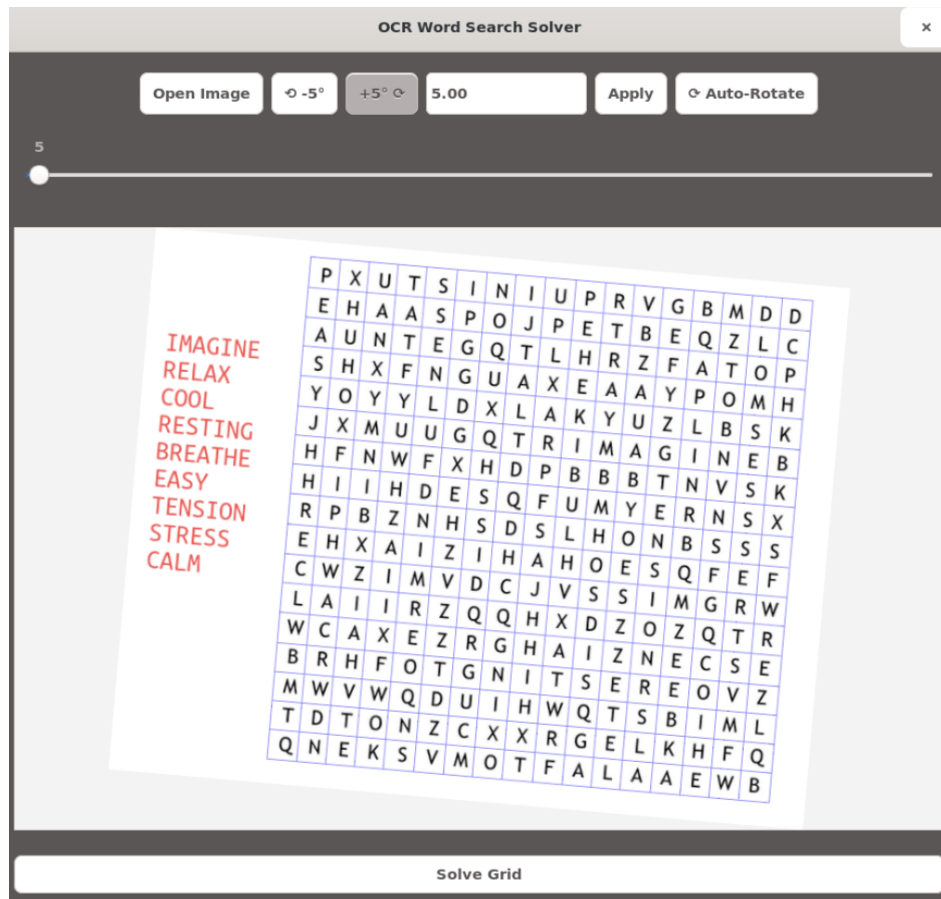 OCR Word Search Solver
Open Image
⟲ -5°
+5° ⟳
5.00
Apply
⟳ Auto-Rotate
5
IMAGINE
RELAX
COOL
RESTING
BREATHE
EASY
TENSION
STRESS
CALM
P X U T S I N I U P R V G B M D D
E H A A S P O J P E T B E Q Z L C
A U N T E G Q T L H R Z F A T O P
S H X F N G U A X E A A Y P O M H
Y O Y Y L D X L A K Y U Z L B S K
J X M U U G Q T R I M A G I N E B
H F N W F X H D P B B B T N V S K
H I I H D E S Q F U M Y E R N S X
R P B Z N H S D S L H O N B S S S
E H X A I Z I H A H O E S Q F E F
C W Z I M V D C J V S S I M G R W
L A I I R Z Q Q H X D Z O Z Q T R
W C A X E Z R G H A I Z N E C S E
B R H F O T G N I T S E R E O V Z
M W V W Q D U I H W Q T S B I M L
T D T O N Z C X X R G E L K H F Q
Q N E K S V M O T F A L A A E W B
Solve Grid